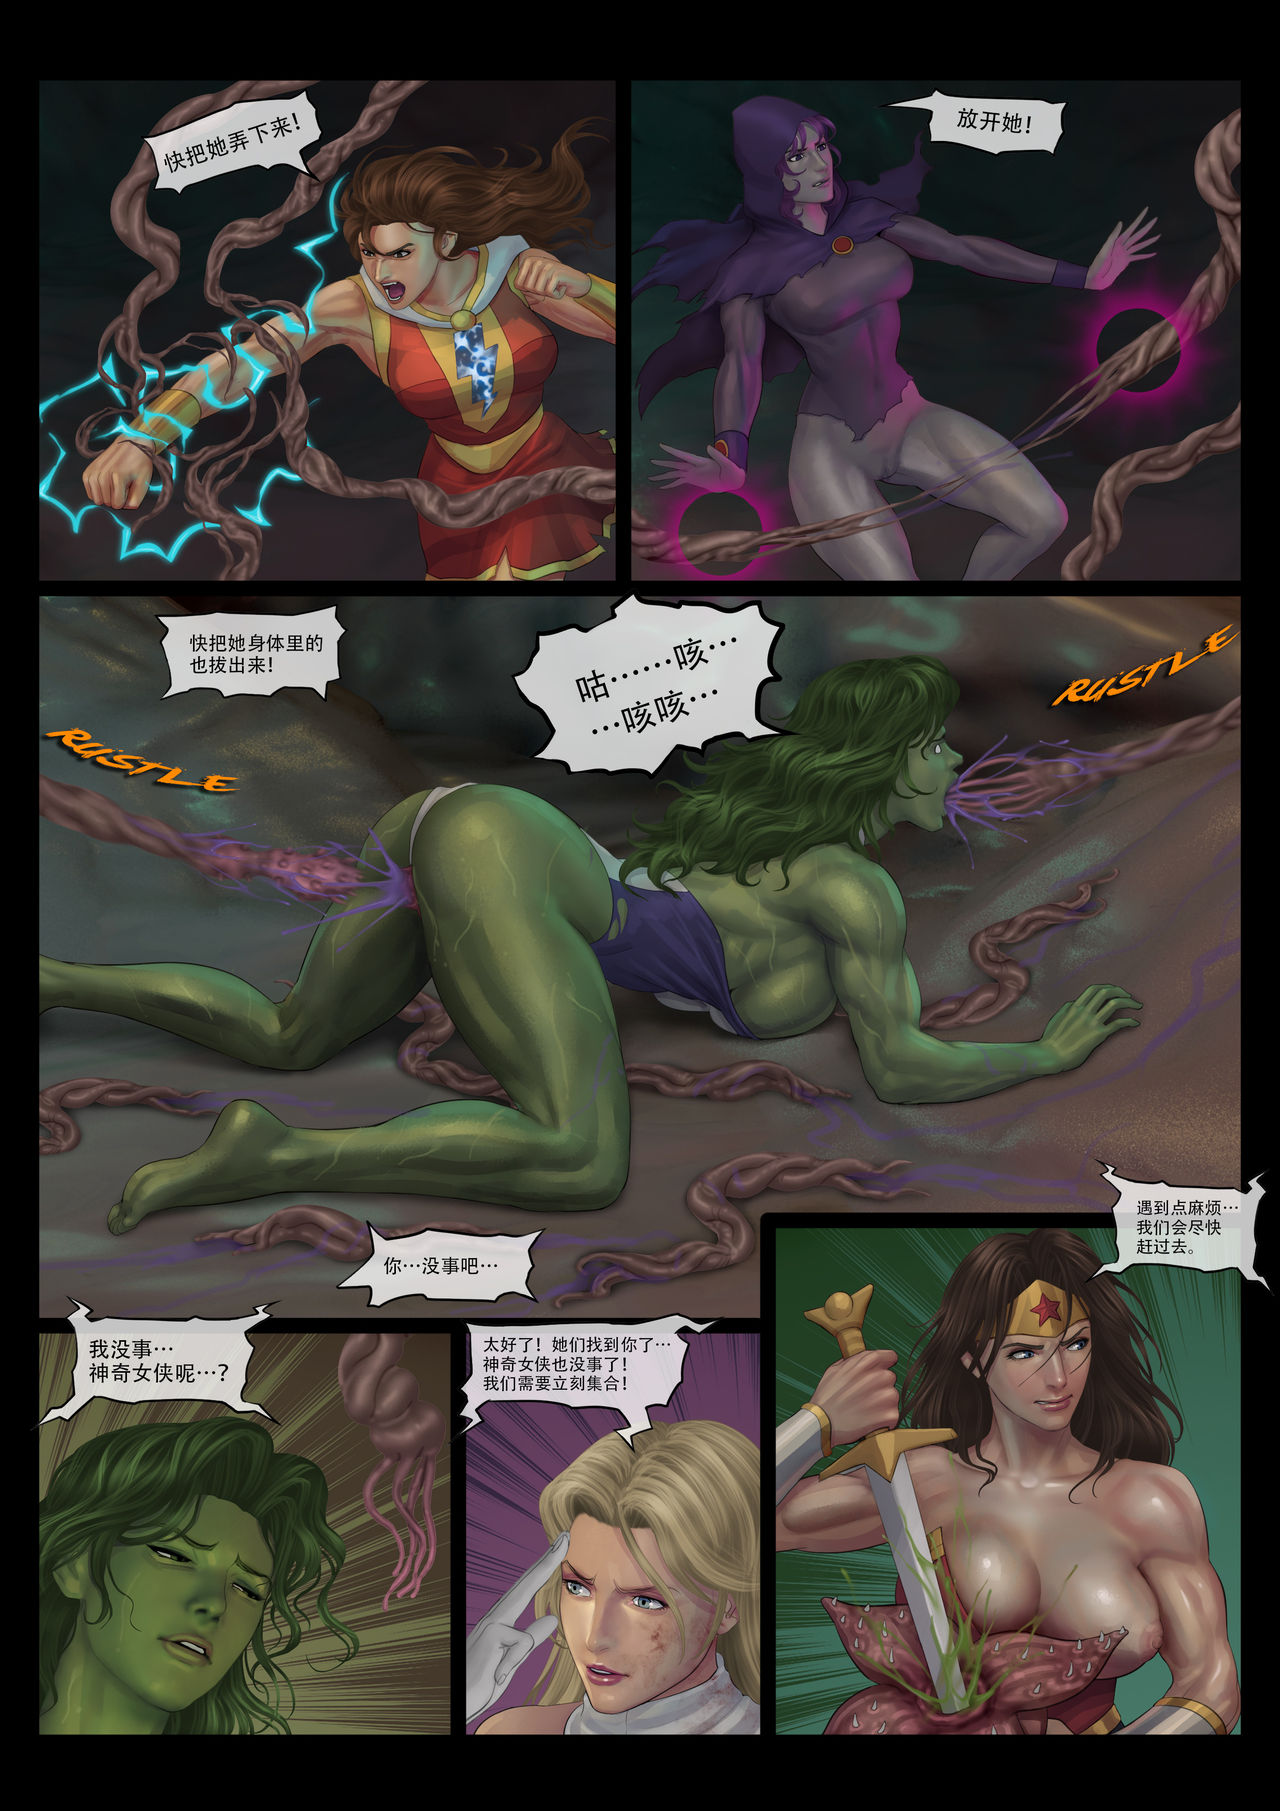 快把她弄下来！
放开她！
快把她身体里的
也拔出来！
咕……咳…
…咳咳…
RUSTLE
RUSTLE
你…没事吧…
遇到点麻烦…
我们会尽快
赶过去。
我没事…
神奇女侠呢…？
太好了！她们找到你了…
神奇女侠也没事了！
我们需要立刻集合！